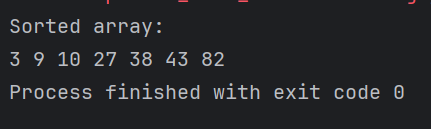 Sorted array:
3 9 10 27 38 43 82
Process finished with exit code 0